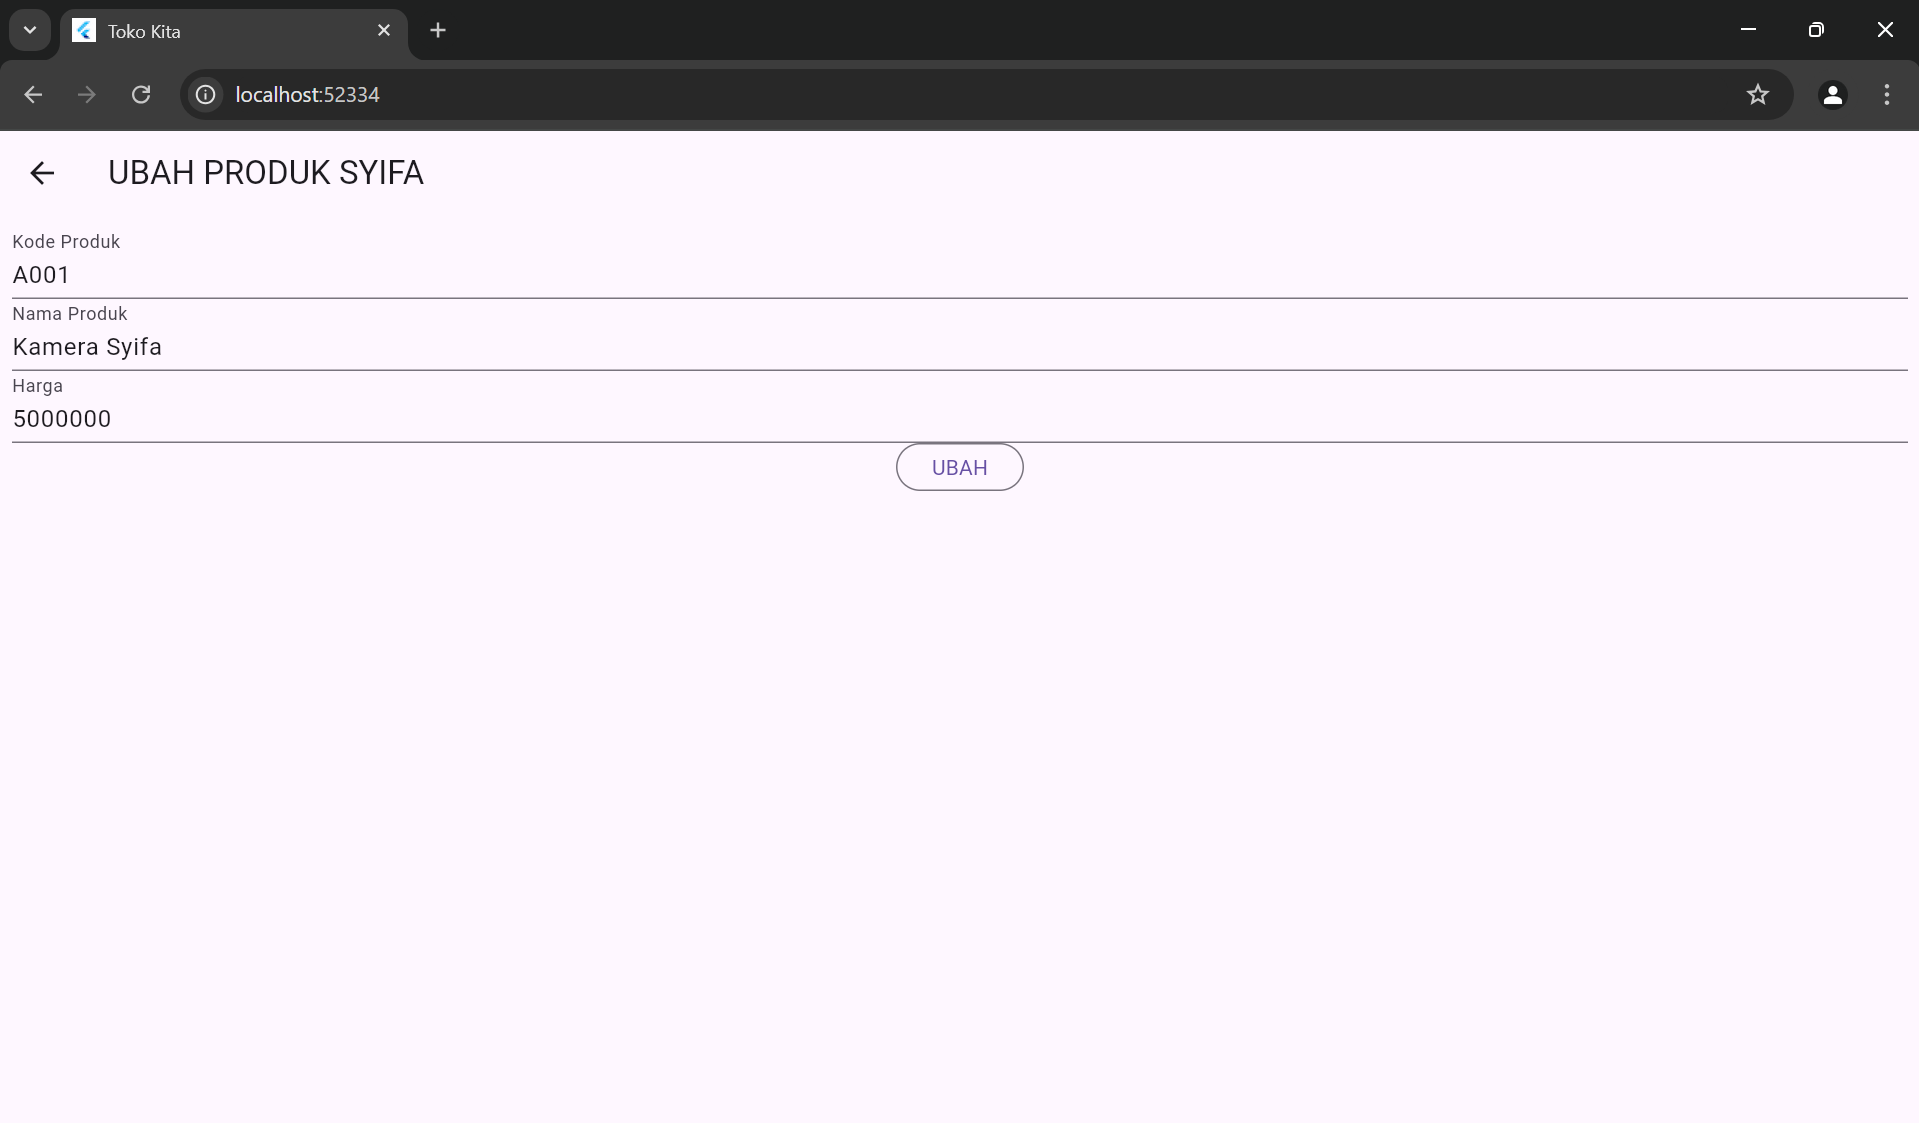 Toko Kita
localhost:52334
UBAH PRODUK SYIFA
Kode Produk
A001
Nama Produk
Kamera Syifa
Harga
5000000
UBAH